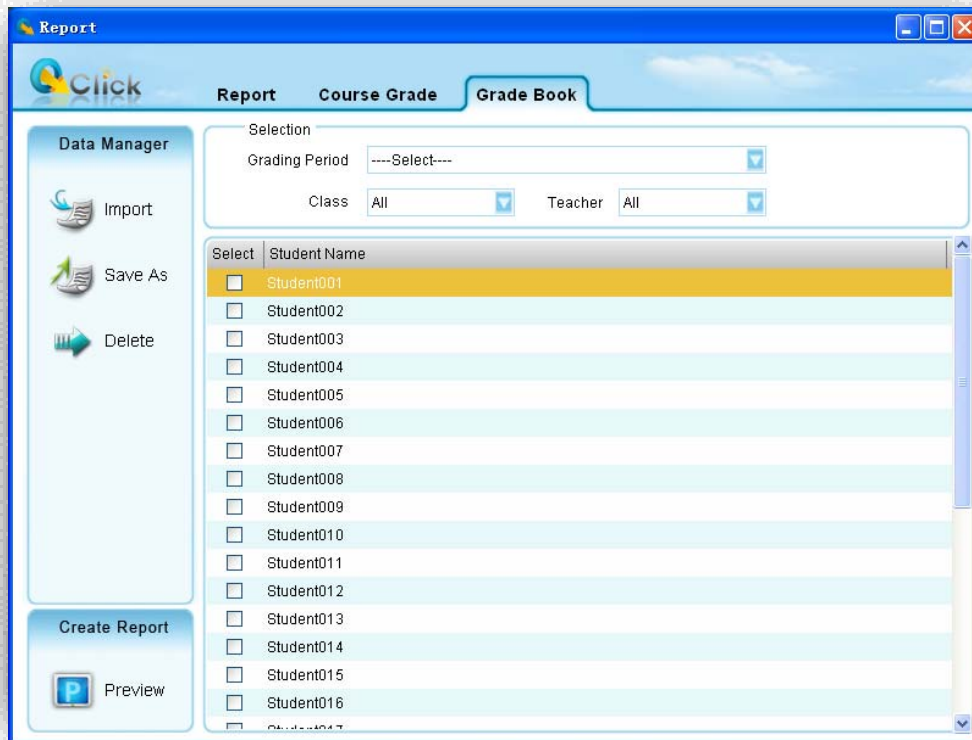 Report
QClick
Report Course Grade Grade Book
Data Manager
Import
Save As
Delete
Create Report
Preview
Selection
Grading Period ----Select----
Class All Teacher All
Select Student Name
Student001
Student002
Student003
Student004
Student005
Student006
Student007
Student008
Student009
Student010
Student011
Student012
Student013
Student014
Student015
Student016